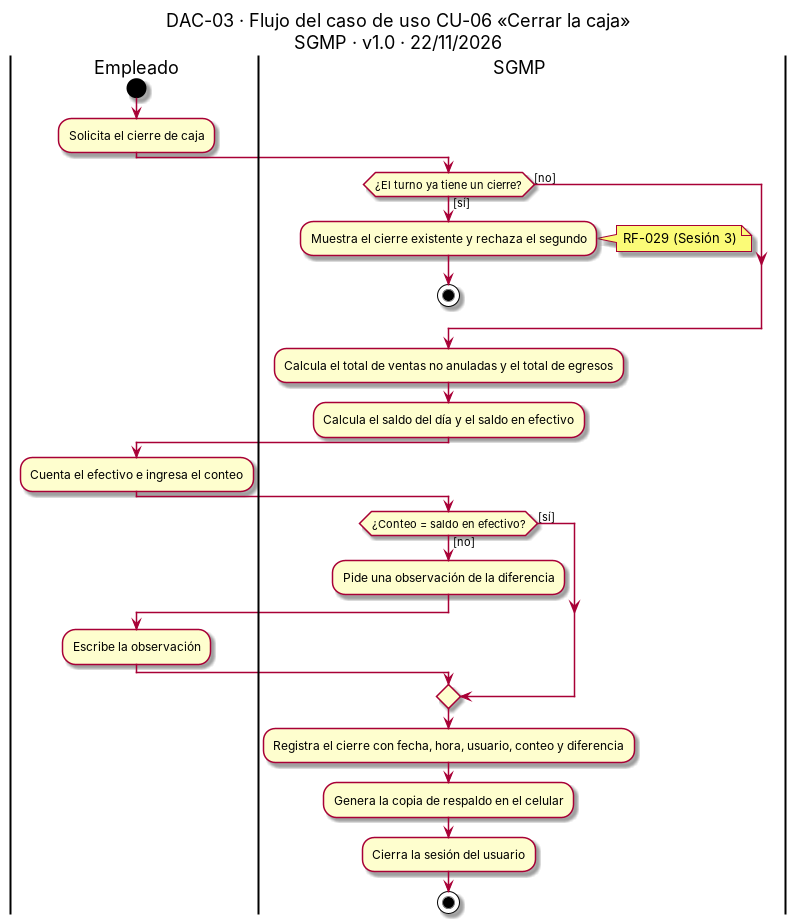 DAC-03 · Flujo del caso de uso CU-06 «Cerrar la caja»
SGMP · v1.0 · 22/11/2026
Empleado
SGMP
Solicita el cierre de caja
¿El turno ya tiene un cierre?
[no]
[sí]
Muestra el cierre existente y rechaza el segundo
RF-029 (Sesión 3)
Calcula el total de ventas no anuladas y el total de egresos
Calcula el saldo del día y el saldo en efectivo
Cuenta el efectivo e ingresa el conteo
¿Conteo = saldo en efectivo?
[sí]
[no]
Pide una observación de la diferencia
Escribe la observación
Registra el cierre con fecha, hora, usuario, conteo y diferencia
Genera la copia de respaldo en el celular
Cierra la sesión del usuario